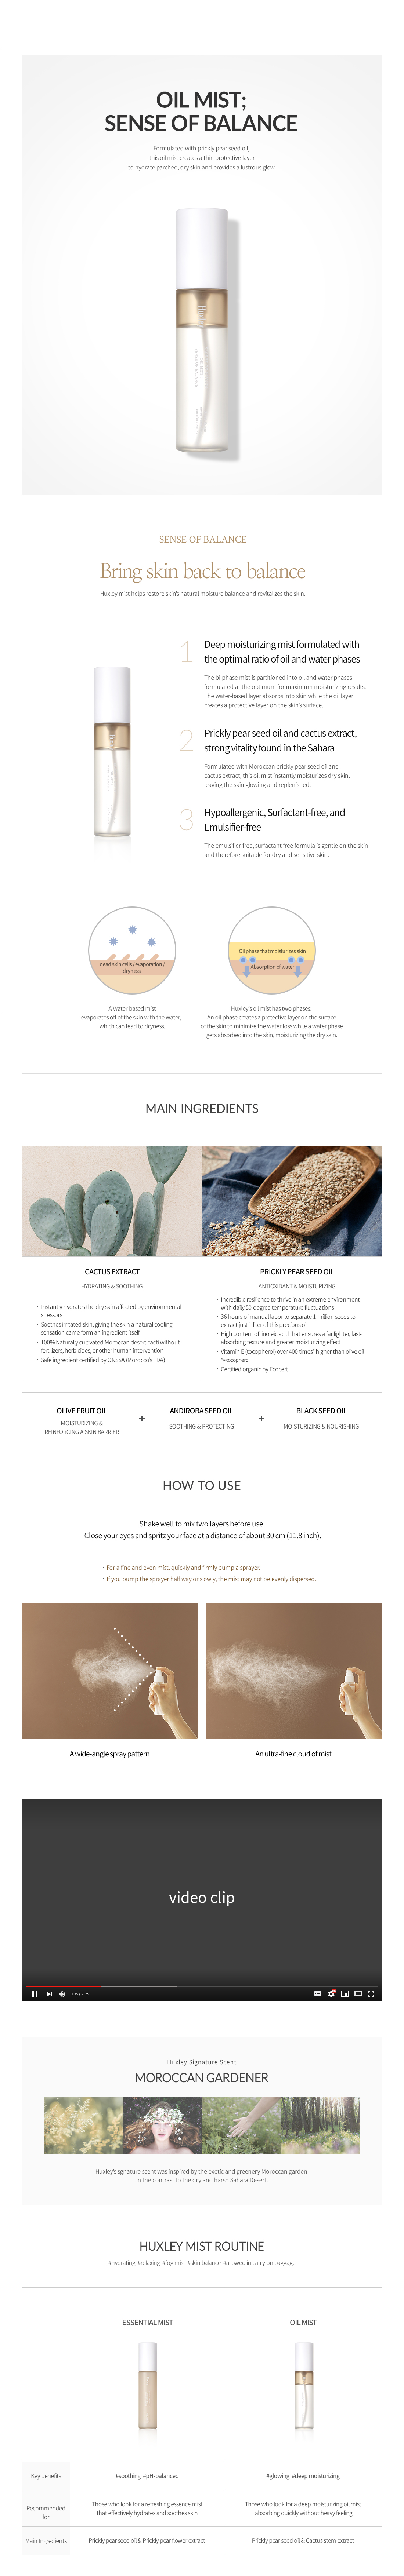 OIL MIST;
SENSE OF BALANCE
Formulated with prickly pear seed oil,
this oil mist creates a thin protective layer
to hydrate parched, dry skin and provides a lustrous glow.
SENSE OF BALANCE
Bring skin back to balance
Huxley mist helps restore skin's natural moisture balance and revitalizes the skin.
1
Deep moisturizing mist formulated with
the optimal ratio of oil and water phases
The bi-phase mist is partitioned into oil and water phases
formulated at the optimum for maximum moisturizing results.
The water-based layer absorbs into skin while the oil layer
creates a protective layer on the skin's surface.
2
Prickly pear seed oil and cactus extract,
strong vitality found in the Sahara
Formulated with Moroccan prickly pear seed oil and
cactus extract, this oil mist instantly moisturizes dry skin,
leaving the skin glowing and replenished.
3
Hypoallergenic, Surfactant-free, and
Emulsifier-free
The emulsifier-free, surfactant-free formula is gentle on the skin
and therefore suitable for dry and sensitive skin.
dead skin cells / evaporation /
dryness
Oil phase that moisturizes skin
Absorption of water
A water-based mist
evaporates off of the skin with the water,
which can lead to dryness.
Huxley's oil mist has two phases:
An oil phase creates a protective layer on the surface
of the skin to minimize the water loss while a water phase
gets absorbed into the skin, moisturizing the dry skin.
MAIN INGREDIENTS
CACTUS EXTRACT
HYDRATING & SOOTHING
• Instantly hydrates the dry skin affected by environmental
stressors
• Soothes irritated skin, giving the skin a natural cooling
sensation came form an ingredient itself
• 100% Naturally cultivated Moroccan desert cacti without
fertilizers, herbicides, or other human intervention
• Safe ingredient certified by ONSSA (Morocco's FDA)
PRICKLY PEAR SEED OIL
ANTIOXIDANT & MOISTURIZING
• Incredible resilience to thrive in an extreme environment
with daily 50-degree temperature fluctuations
• 36 hours of manual labor to separate 1 million seeds to
extract just 1 liter of this precious oil
• High content of linoleic acid that ensures a far lighter, fast-
absorbing texture and greater moisturizing effect
• Vitamin E (tocopherol) over 400 times* higher than olive oil
*γ-tocopherol
• Certified organic by Ecocert
OLIVE FRUIT OIL
MOISTURIZING &
REINFORCING A SKIN BARRIER
+
ANDIROBA SEED OIL
SOOTHING & PROTECTING
+
BLACK SEED OIL
MOISTURIZING & NOURISHING
HOW TO USE
Shake well to mix two layers before use.
Close your eyes and spritz your face at a distance of about 30 cm (11.8 inch).
• For a fine and even mist, quickly and firmly pump a sprayer.
• If you pump the sprayer half way or slowly, the mist may not be evenly dispersed.
A wide-angle spray pattern
An ultra-fine cloud of mist
video clip
Huxley Signature Scent
MOROCCAN GARDENER
Huxley's sgnature scent was inspired by the exotic and greenery Moroccan garden
in the contrast to the dry and harsh Sahara Desert.
HUXLEY MIST ROUTINE
#hydrating #relaxing #fog mist #skin balance #allowed in carry-on baggage
ESSENTIAL MIST
OIL MIST
Key benefits
#soothing #pH-balanced
#glowing #deep moisturizing
Recommended
for
Those who look for a refreshing essence mist
that effectively hydrates and soothes skin
Those who look for a deep moisturizing oil mist
absorbing quickly without heavy feeling
Main Ingredients
Prickly pear seed oil & Prickly pear flower extract
Prickly pear seed oil & Cactus stem extract